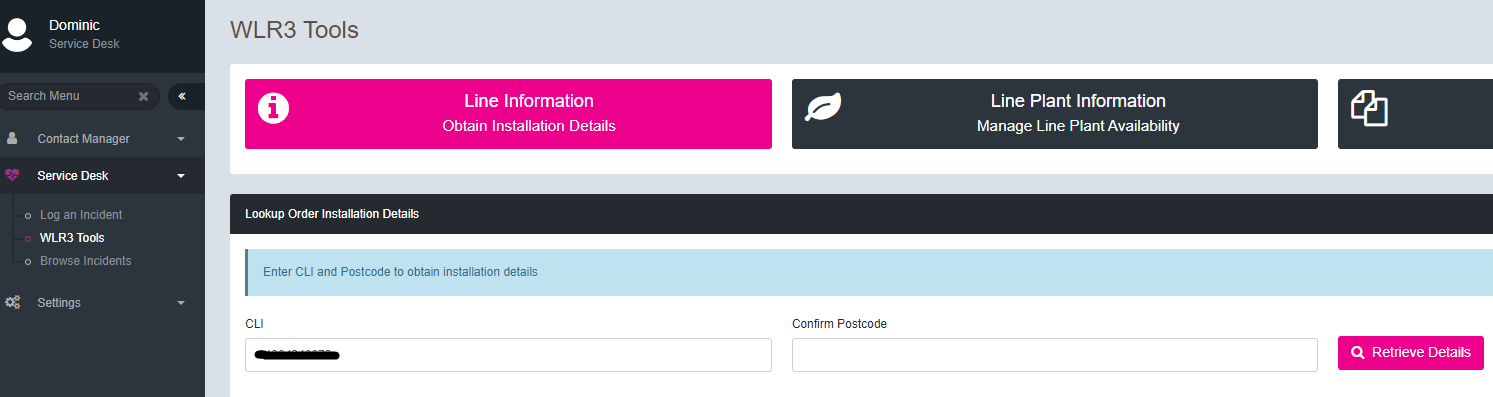 Dominic
Service Desk
Search Menu
Contact Manager
Service Desk
Log an Incident
WLR3 Tools
Browse Incidents
Settings
WLR3 Tools
Line Information
Obtain Installation Details
Line Plant Information
Manage Line Plant Availability
Lookup Order Installation Details
Enter CLI and Postcode to obtain installation details
CLI
Confirm Postcode
Retrieve Details